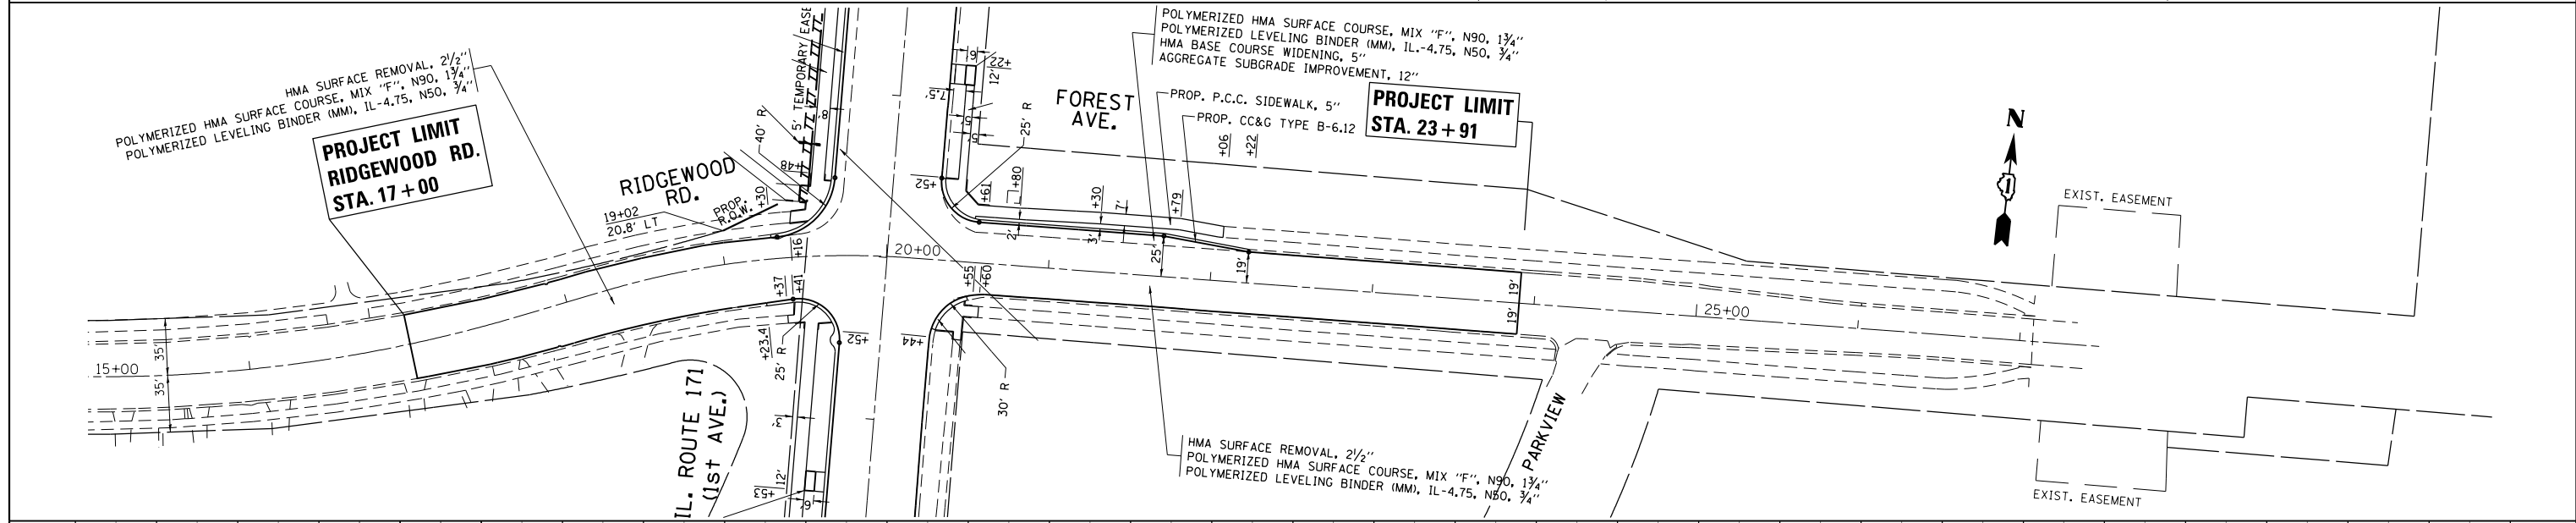 HMA SURFACE REMOVAL, 2½"
POLYMERIZED HMA SURFACE COURSE, MIX "F", N90, 1¾"
POLYMERIZED LEVELING BINDER (MM), IL-4.75, N50, ¾"
PROJECT LIMIT
RIDGEWOOD RD.
STA. 17+00
RIDGEWOOD
RD.
19+02
20.8' LT
PROP.
R.O.W.
+30
+48
40' R
5' TEMPORARY EASE
8'
6'
+22
12'
7.5'
5'
5'
25' R
+52
+61
+80
2'
+30
3'
7'
+79
+06
+22
FOREST
AVE.
POLYMERIZED HMA SURFACE COURSE, MIX "F", N90, 1¾"
POLYMERIZED LEVELING BINDER (MM), IL.-4.75, N50, ¾"
HMA BASE COURSE WIDENING, 5"
AGGREGATE SUBGRADE IMPROVEMENT, 12"
PROP. P.C.C. SIDEWALK, 5"
PROP. CC&G TYPE B-6.12
PROJECT LIMIT
STA. 23+91
N
1
EXIST. EASEMENT
15+00
35'
35'
+16
+37
+41
20+00
+55
+60
25'
19'
19'
19'
25+00
+23.4
25' R
+52
+44
30' R
3'
12'
+53
6'
IL. ROUTE 171
(1st AVE.)
HMA SURFACE REMOVAL, 2½"
POLYMERIZED HMA SURFACE COURSE, MIX "F", N90, 1¾"
POLYMERIZED LEVELING BINDER (MM), IL-4.75, N50, ¾"
PARKVIEW
EXIST. EASEMENT